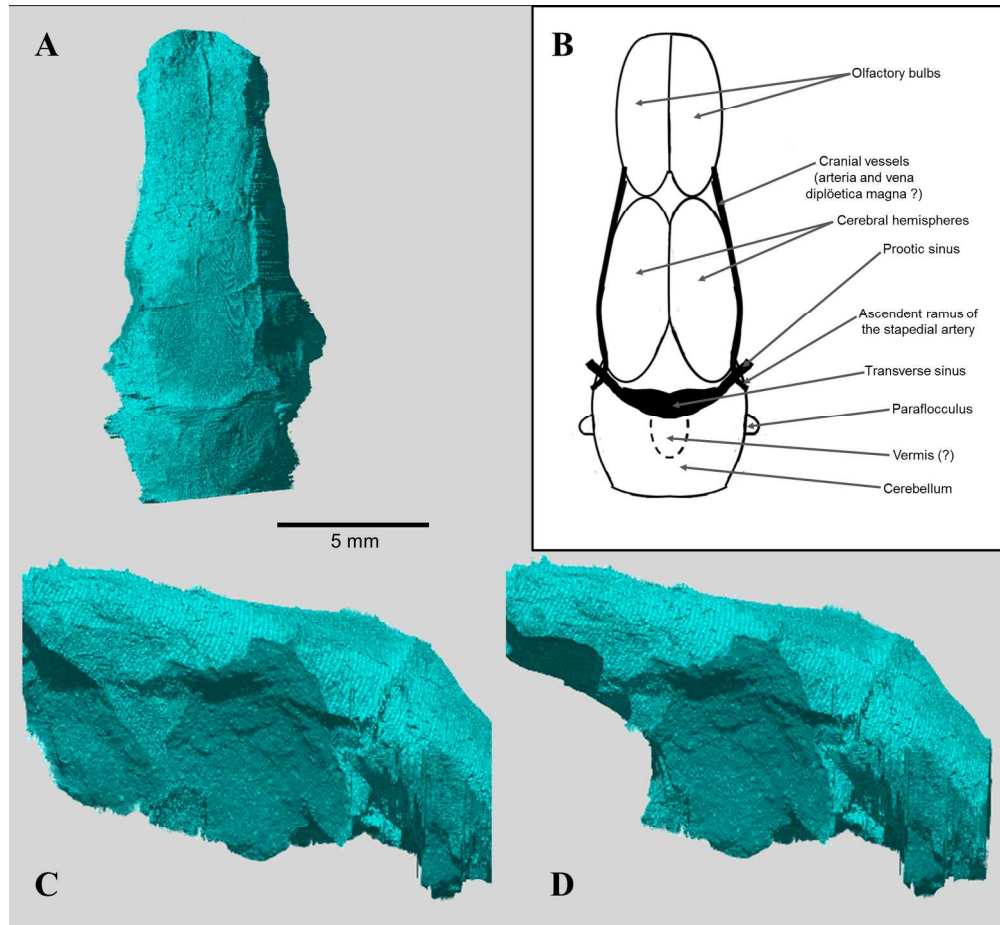 A
B
Olfactory bulbs
Cranial vessels
(arteria and vena
diplöetica magna ?)
Cerebral hemispheres
Prootic sinus
Ascendent ramus of
the stapedial artery
Transverse sinus
Paraflocculus
Vermis (?)
Cerebellum
5 mm
C
D